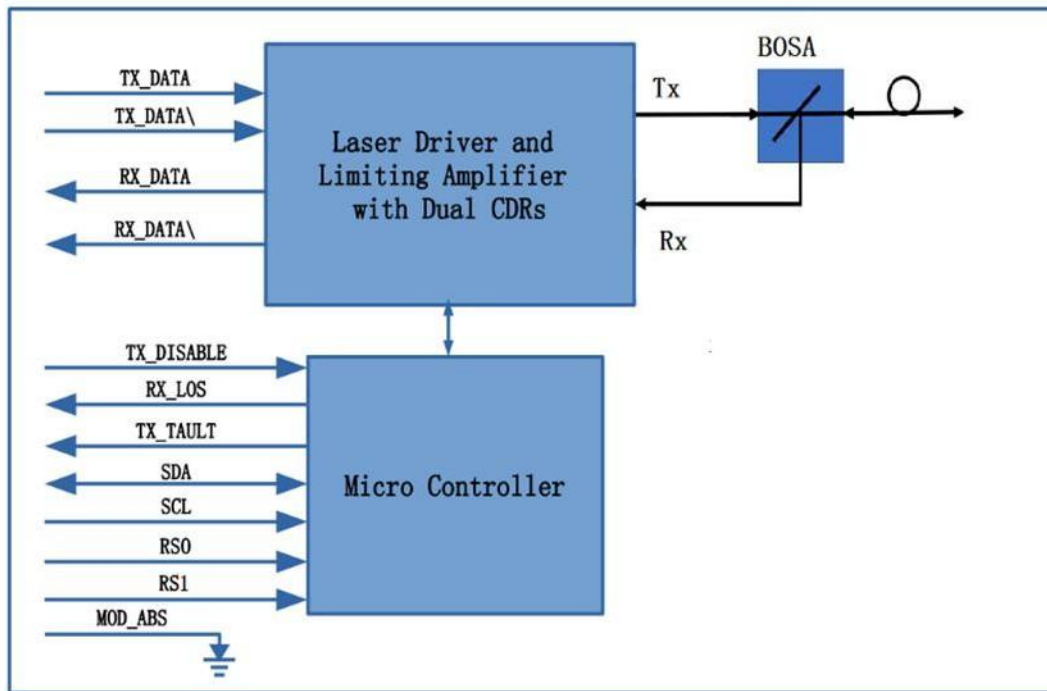 BOSA
TX_DATA
TX_DATA\
RX_DATA
RX_DATA\
Laser Driver and
Limiting Amplifier
with Dual CDRs
Tx
Rx
TX_DISABLE
RX_LOS
TX_TAULT
SDA
SCL
RS0
RS1
MOD_ABS
Micro Controller